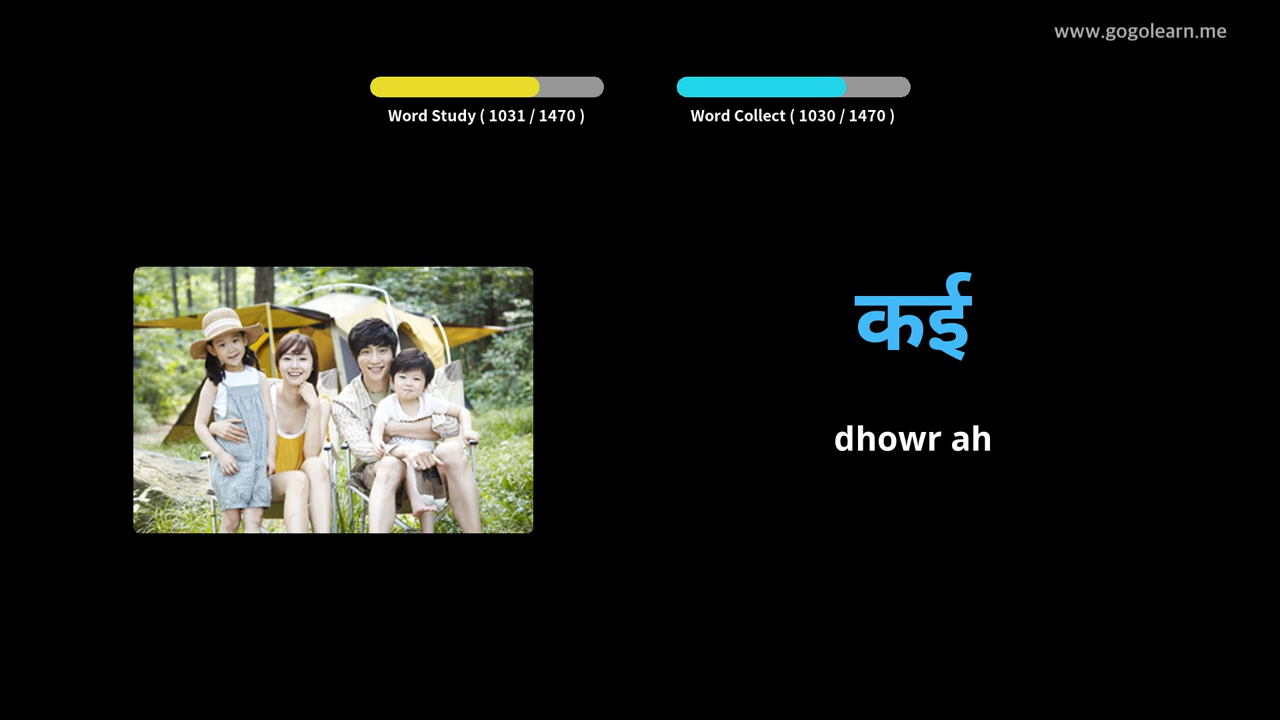 www.gogolearn.me
Word Study ( 1031 / 1470 )
Word Collect ( 1030 / 1470 )
कई
dhowr ah